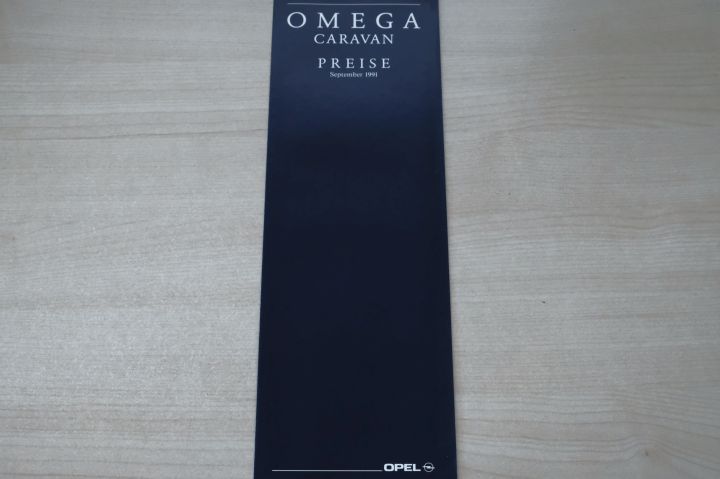 OMEGA
CARAVAN
PREISE
September 1991
OPEL